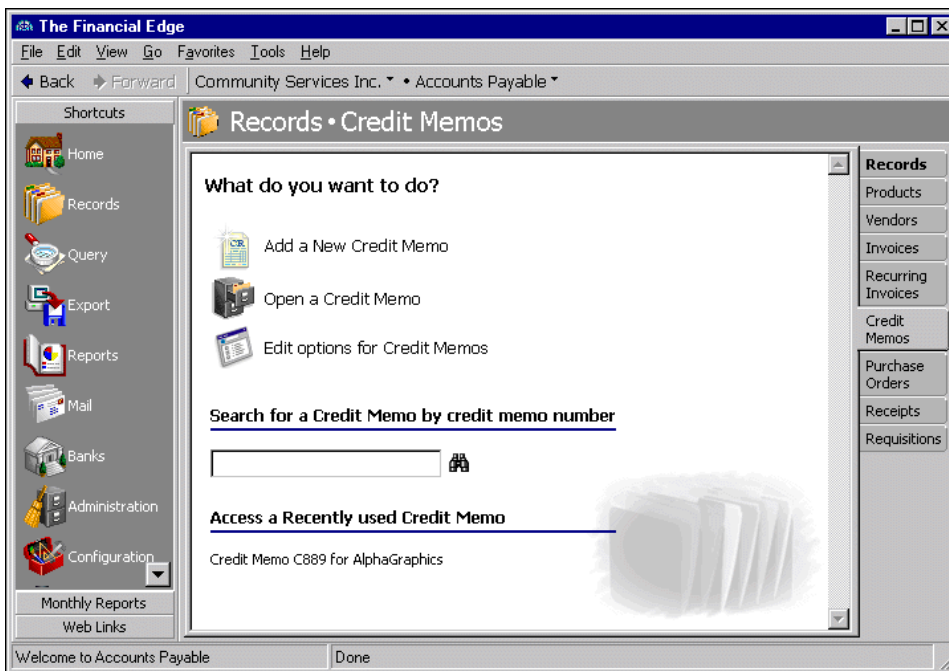 The Financial Edge
File Edit View Go Favorites Tools Help
Back Forward Community Services Inc. • Accounts Payable
Shortcuts
Home
Records
Query
Export
Reports
Mail
Banks
Administration
Configuration
Monthly Reports
Web Links
Records • Credit Memos
What do you want to do?
CR
Add a New Credit Memo
Open a Credit Memo
Edit options for Credit Memos
Search for a Credit Memo by credit memo number
Access a Recently used Credit Memo
Credit Memo C889 for AlphaGraphics
Records
Products
Vendors
Invoices
Recurring
Invoices
Credit
Memos
Purchase
Orders
Receipts
Requisitions
Welcome to Accounts Payable
Done